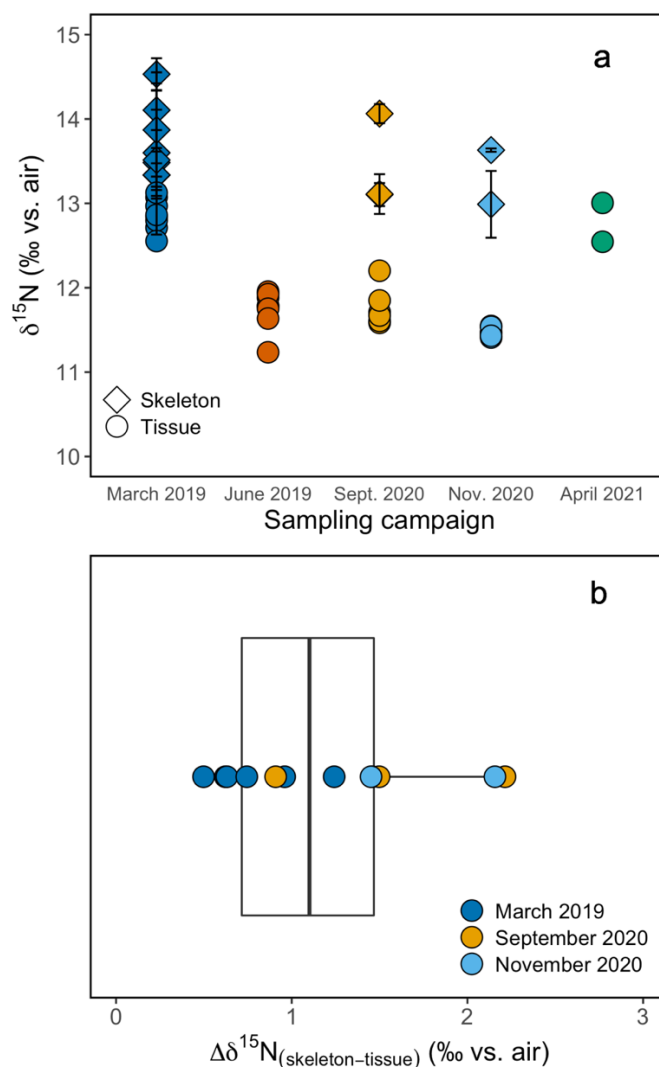 a
15
14
13
12
11
10
δ¹⁵N (‰ vs. air)
Skeleton
Tissue
March 2019 June 2019 Sept. 2020 Nov. 2020 April 2021
Sampling campaign
b
March 2019
September 2020
November 2020
0 1 2 3
Δδ¹⁵N(skeleton−tissue) (‰ vs. air)